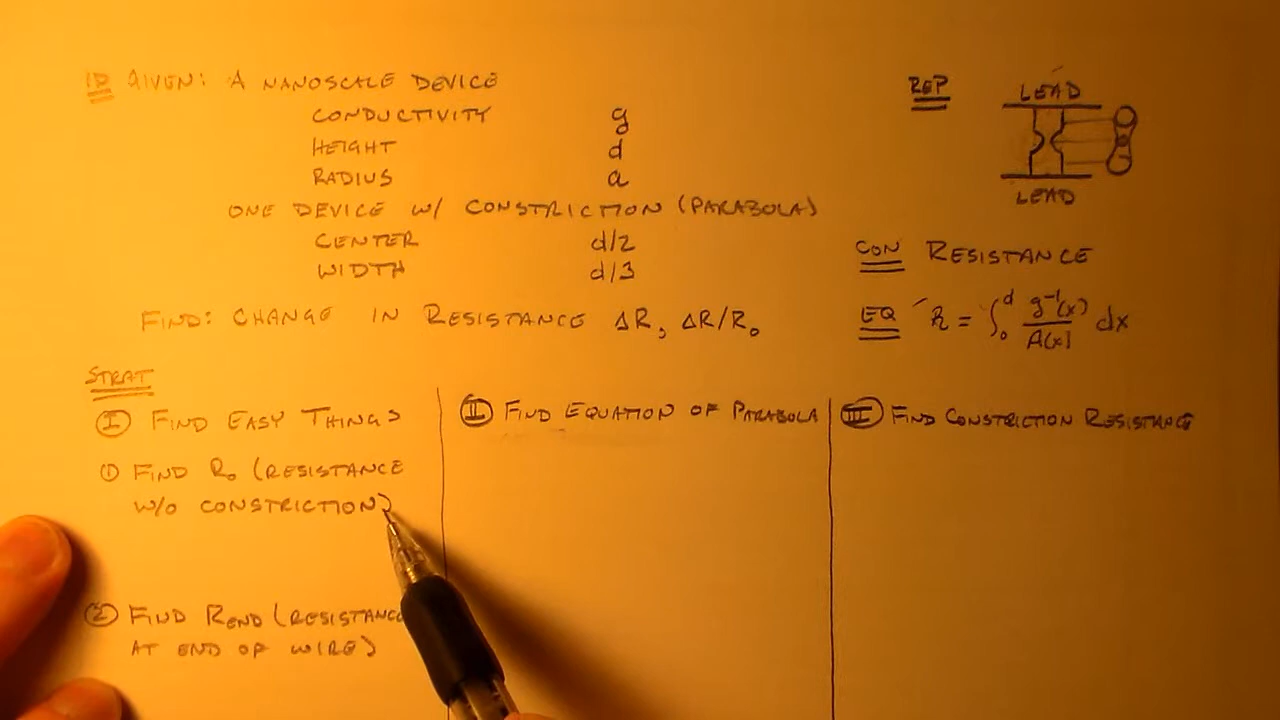 ID GIVEN: A NANOSCALE DEVICE
CONDUCTIVITY g
HEIGHT d
RADIUS a
ONE DEVICE W/ CONSTRICTION (PARABOLA)
CENTER d/2
WIDTH d/3
FIND: CHANGE IN RESISTANCE ΔR, ΔR/R₀
REP
LEAD
LEAD
CON RESISTANCE
EQ R = ∫₀ᵈ g⁻¹(x)/A(x) dx
STRAT
I FIND EASY THINGS
① FIND R₀ (RESISTANCE
W/O CONSTRICTION)
② FIND REND (RESISTANCE
AT END OF WIRE)
II FIND EQUATION OF PARABOLA
III FIND CONSTRICTION RESISTANCE